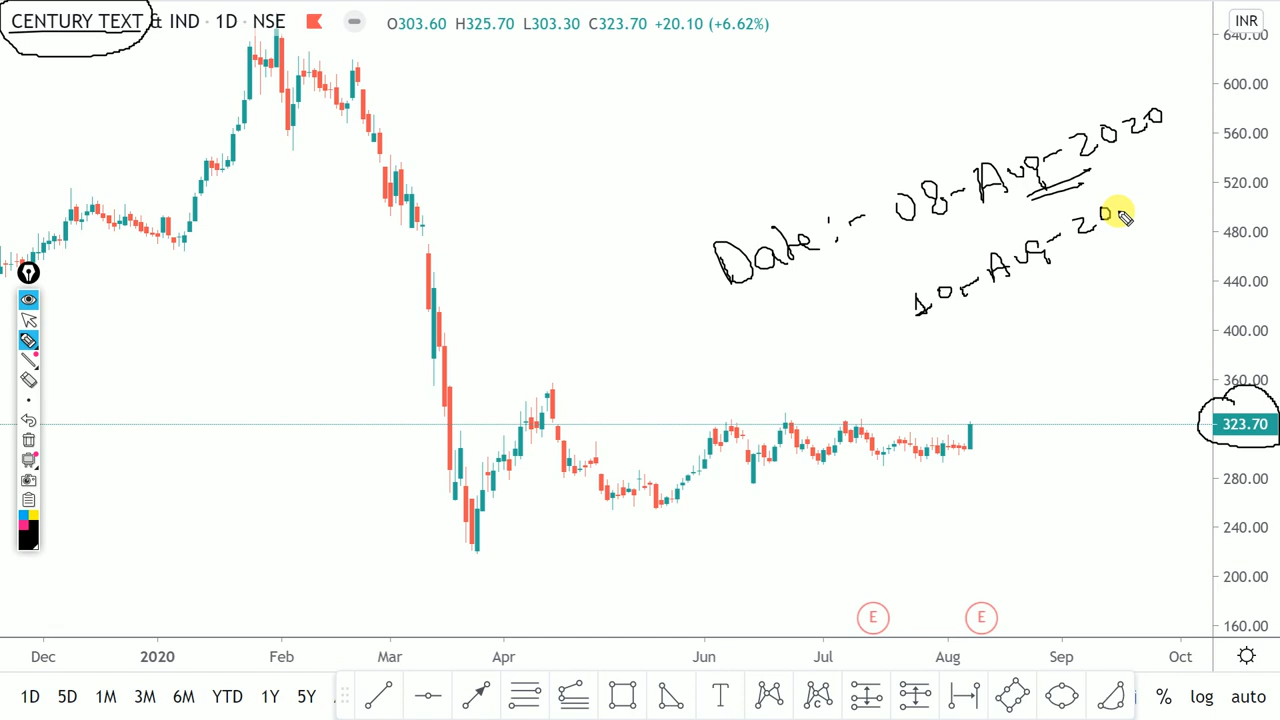 CENTURY TEXT & IND · 1D · NSE O303.60 H325.70 L303.30 C323.70 +20.10 (+6.62%) INR
640.00
600.00
560.00
520.00
480.00
440.00
400.00
360.00
323.70
280.00
240.00
200.00
160.00
Date:- 08-Aug-2020
10-Aug-20
E E
Dec 2020 Feb Mar Apr Jun Jul Aug Sep Oct
1D 5D 1M 3M 6M YTD 1Y 5Y T C % log auto